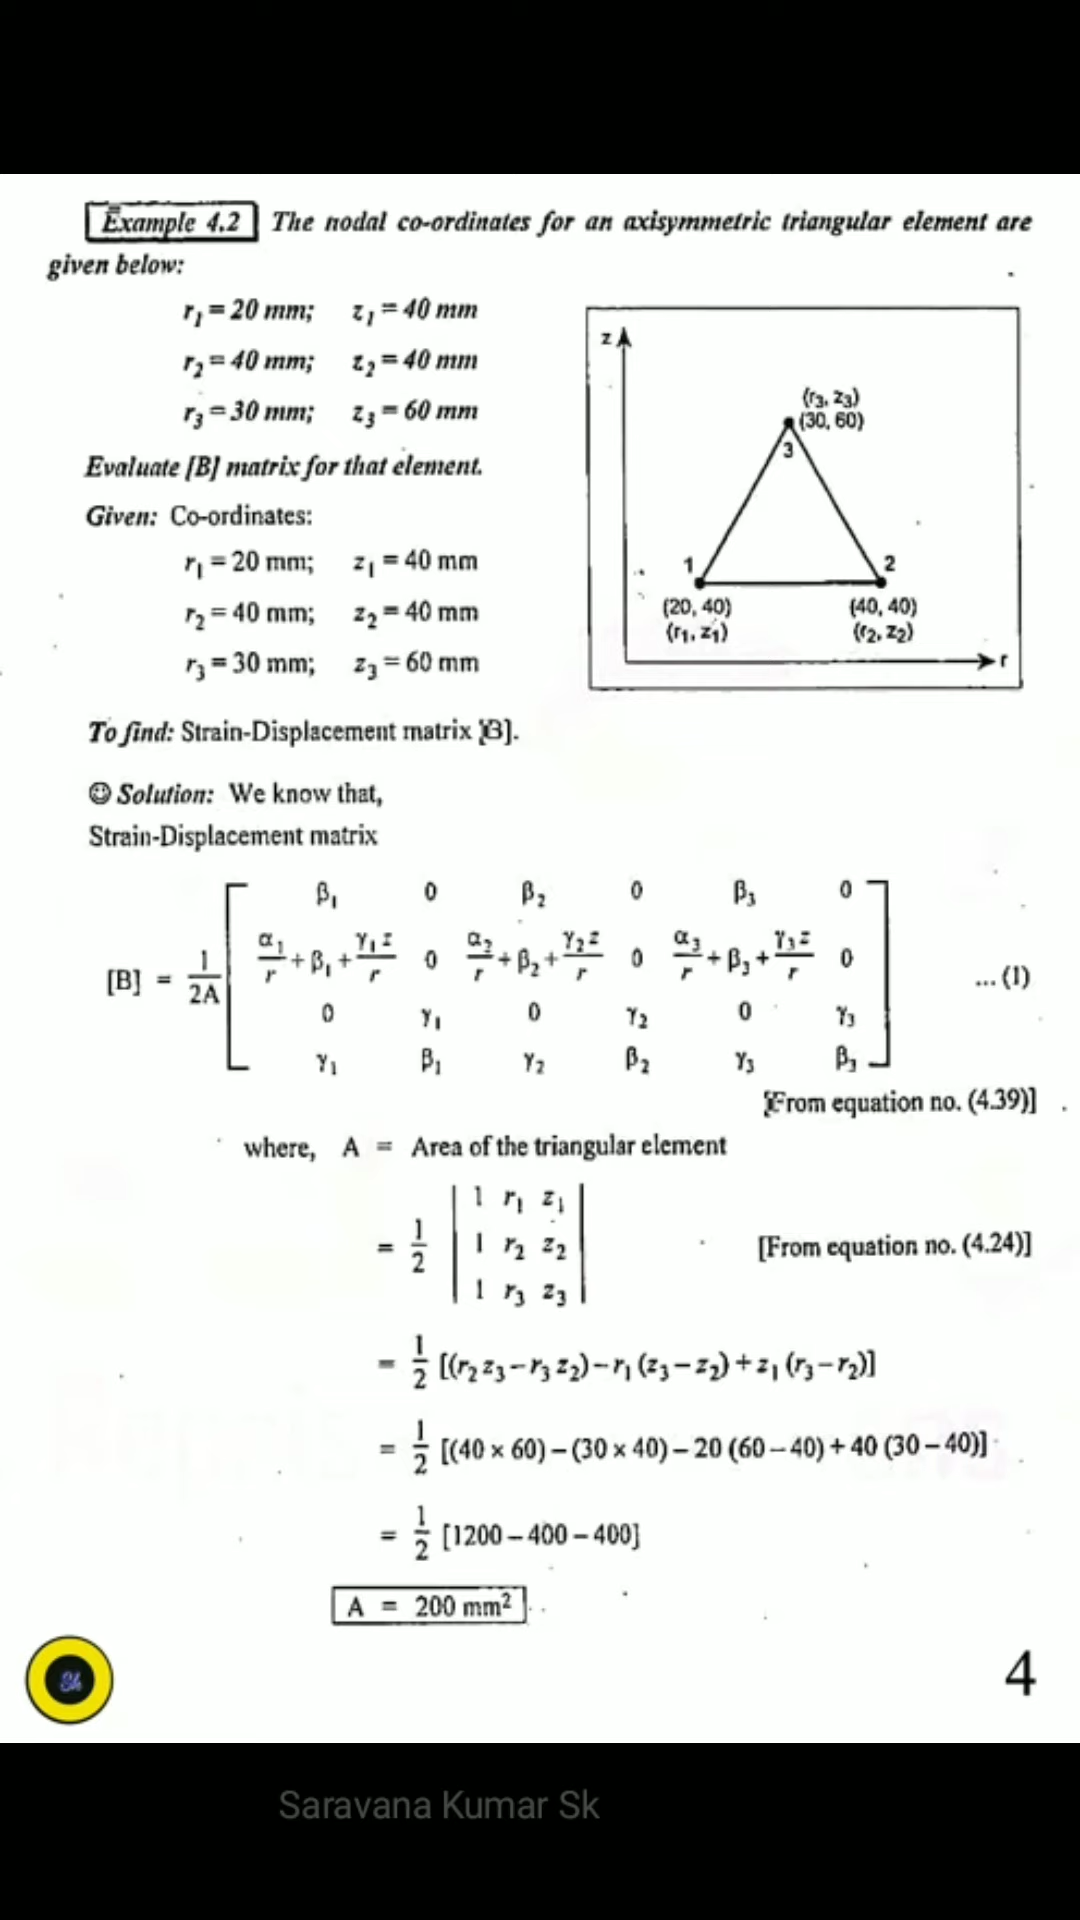 Example 4.2 The nodal co-ordinates for an axisymmetric triangular element are
given below:
r₁ = 20 mm; z₁ = 40 mm
r₂ = 40 mm; z₂ = 40 mm
r₃ = 30 mm; z₃ = 60 mm
Evaluate [B] matrix for that element.
Given: Co-ordinates:
r₁ = 20 mm; z₁ = 40 mm
r₂ = 40 mm; z₂ = 40 mm
r₃ = 30 mm; z₃ = 60 mm
z
(r₃, z₃)
(30, 60)
3
1 2
(20, 40) (40, 40)
(r₁, z₁) (r₂, z₂)
r
To find: Strain-Displacement matrix [B].
☺ Solution: We know that,
Strain-Displacement matrix
β₁ 0 β₂ 0 β₃ 0
[B] = 1/2A α₁/r + β₁ + γ₁z/r 0 α₂/r + β₂ + γ₂z/r 0 α₃/r + β₃ + γ₃z/r 0 ... (1)
0 γ₁ 0 γ₂ 0 γ₃
γ₁ β₁ γ₂ β₂ γ₃ β₃
[From equation no. (4.39)]
where, A = Area of the triangular element
1 r₁ z₁
= 1/2 1 r₂ z₂ [From equation no. (4.24)]
1 r₃ z₃
= 1/2 [(r₂ z₃ – r₃ z₂) – r₁ (z₃ – z₂) + z₁ (r₃ – r₂)]
= 1/2 [(40 × 60) – (30 × 40) – 20 (60 – 40) + 40 (30 – 40)]
= 1/2 [1200 – 400 – 400]
A = 200 mm²
Sk
4
Saravana Kumar Sk